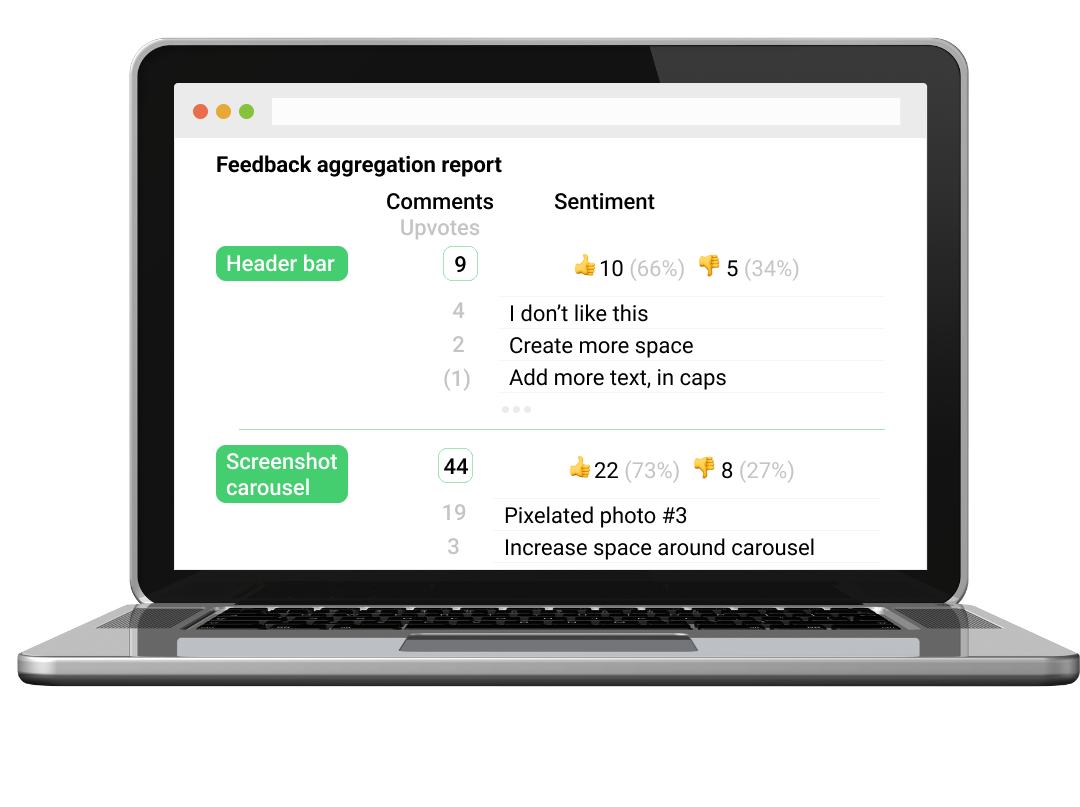 Feedback aggregation report
Comments Sentiment
Upvotes
Header bar 9 👍10 (66%) 👎 5 (34%)
4 I don’t like this
2 Create more space
(1) Add more text, in caps
Screenshot
carousel 44 👍22 (73%) 👎 8 (27%)
19 Pixelated photo #3
3 Increase space around carousel